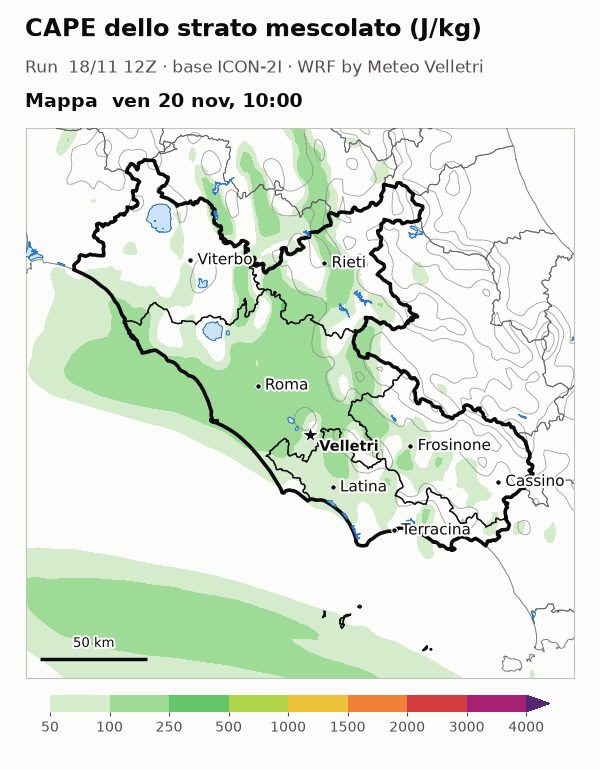 CAPE dello strato mescolato (J/kg)
Run 18/11 12Z · base ICON-2I · WRF by Meteo Velletri
Mappa ven 20 nov, 10:00
Viterbo
Rieti
Roma
Velletri
Frosinone
Latina
Cassino
Terracina
50 km
50 100 250 500 1000 1500 2000 3000 4000